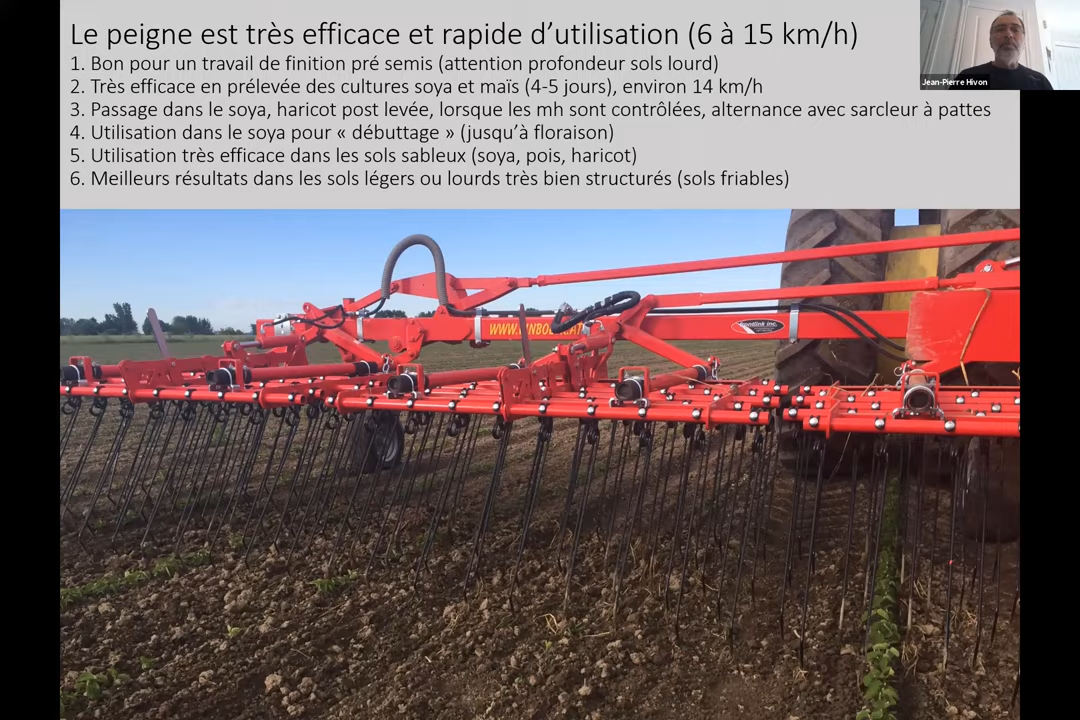 Le peigne est très efficace et rapide d’utilisation (6 à 15 km/h)
1. Bon pour un travail de finition pré semis (attention profondeur sols lourd)
2. Très efficace en prélevée des cultures soya et maïs (4-5 jours), environ 14 km/h
3. Passage dans le soya, haricot post levée, lorsque les mh sont contrôlées, alternance avec sarcleur à pattes
4. Utilisation dans le soya pour « débuttage » (jusqu’à floraison)
5. Utilisation très efficace dans les sols sableux (soya, pois, haricot)
6. Meilleurs résultats dans les sols légers ou lourds très bien structurés (sols friables)
Jean-Pierre Hivon